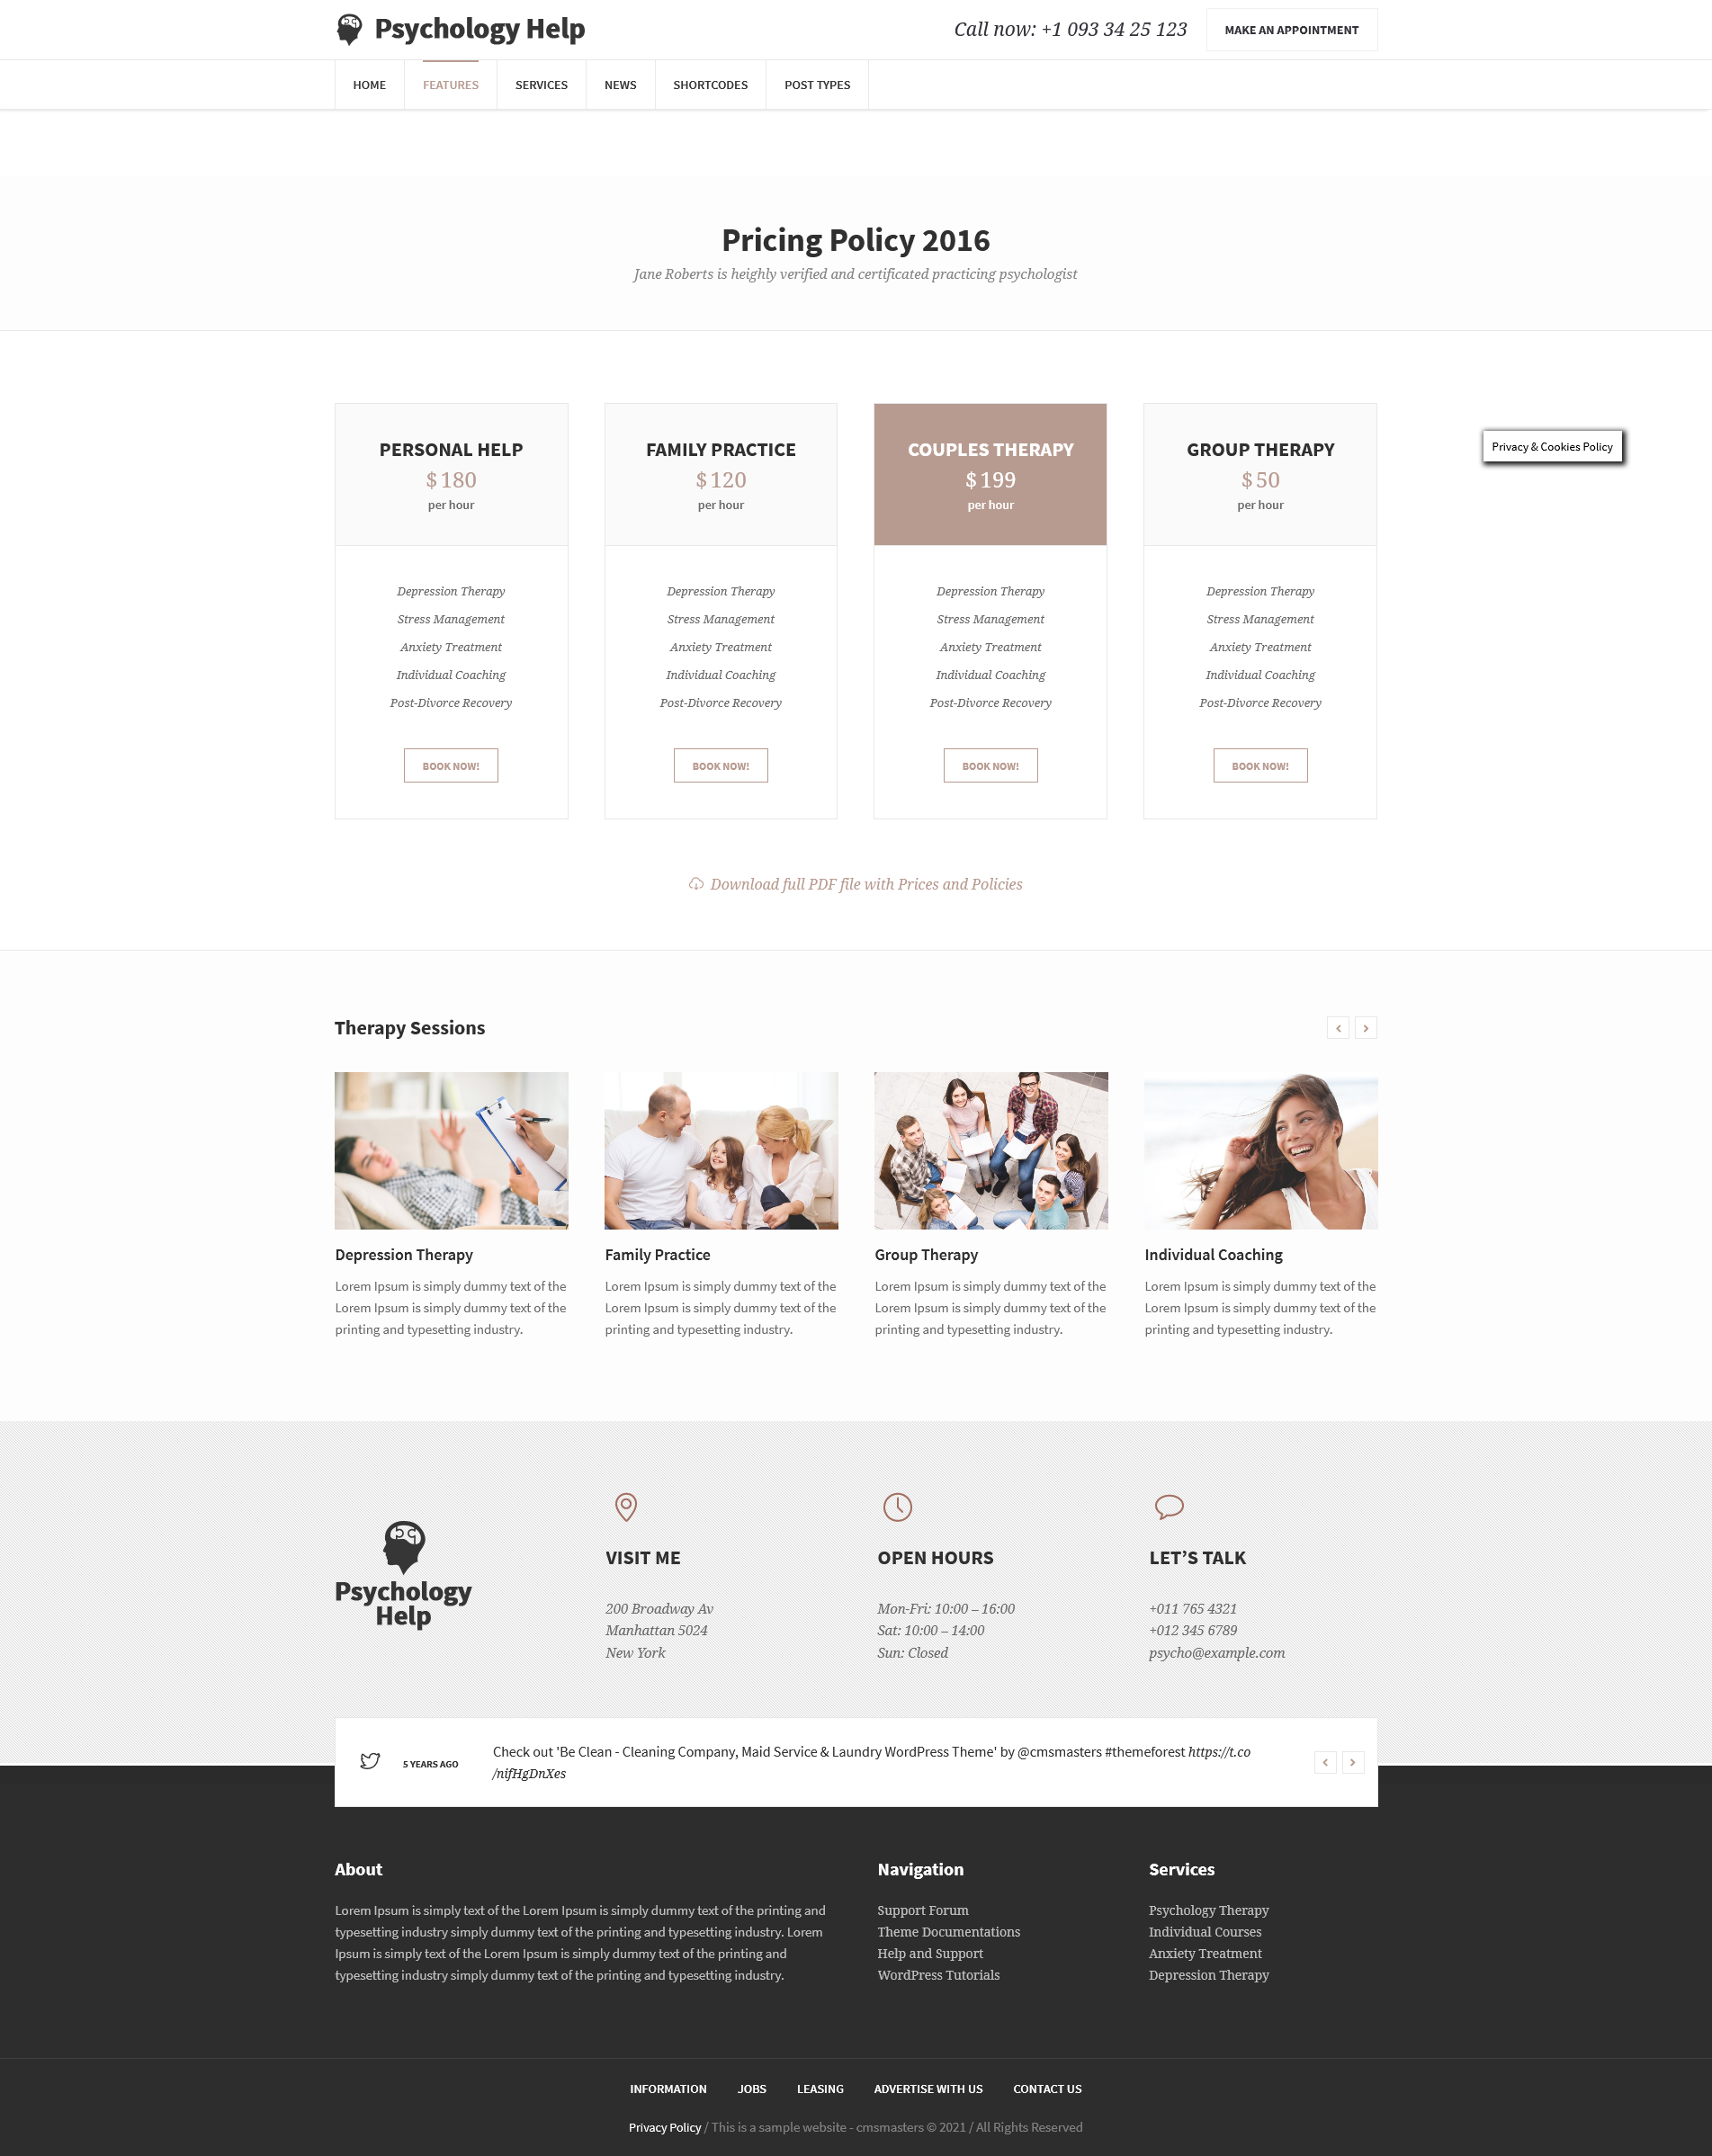 Psychology Help
Call now: +1 093 34 25 123
MAKE AN APPOINTMENT
HOME
FEATURES
SERVICES
NEWS
SHORTCODES
POST TYPES
Pricing Policy 2016
Jane Roberts is heighly verified and certificated practicing psychologist
PERSONAL HELP
$180
per hour
Depression Therapy
Stress Management
Anxiety Treatment
Individual Coaching
Post-Divorce Recovery
BOOK NOW!
FAMILY PRACTICE
$120
per hour
Depression Therapy
Stress Management
Anxiety Treatment
Individual Coaching
Post-Divorce Recovery
BOOK NOW!
COUPLES THERAPY
$199
per hour
Depression Therapy
Stress Management
Anxiety Treatment
Individual Coaching
Post-Divorce Recovery
BOOK NOW!
GROUP THERAPY
$50
per hour
Depression Therapy
Stress Management
Anxiety Treatment
Individual Coaching
Post-Divorce Recovery
BOOK NOW!
Privacy & Cookies Policy
Download full PDF file with Prices and Policies
Therapy Sessions
Depression Therapy
Lorem Ipsum is simply dummy text of the
Lorem Ipsum is simply dummy text of the
printing and typesetting industry.
Family Practice
Lorem Ipsum is simply dummy text of the
Lorem Ipsum is simply dummy text of the
printing and typesetting industry.
Group Therapy
Lorem Ipsum is simply dummy text of the
Lorem Ipsum is simply dummy text of the
printing and typesetting industry.
Individual Coaching
Lorem Ipsum is simply dummy text of the
Lorem Ipsum is simply dummy text of the
printing and typesetting industry.
Psychology
Help
VISIT ME
200 Broadway Av
Manhattan 5024
New York
OPEN HOURS
Mon-Fri: 10:00 – 16:00
Sat: 10:00 – 14:00
Sun: Closed
LET’S TALK
+011 765 4321
+012 345 6789
psycho@example.com
5 YEARS AGO
Check out 'Be Clean - Cleaning Company, Maid Service & Laundry WordPress Theme' by @cmsmasters #themeforest https://t.co
/nifHgDnXes
About
Lorem Ipsum is simply text of the Lorem Ipsum is simply dummy text of the printing and
typesetting industry simply dummy text of the printing and typesetting industry. Lorem
Ipsum is simply text of the Lorem Ipsum is simply dummy text of the printing and
typesetting industry simply dummy text of the printing and typesetting industry.
Navigation
Support Forum
Theme Documentations
Help and Support
WordPress Tutorials
Services
Psychology Therapy
Individual Courses
Anxiety Treatment
Depression Therapy
INFORMATION
JOBS
LEASING
ADVERTISE WITH US
CONTACT US
Privacy Policy / This is a sample website - cmsmasters © 2021 / All Rights Reserved